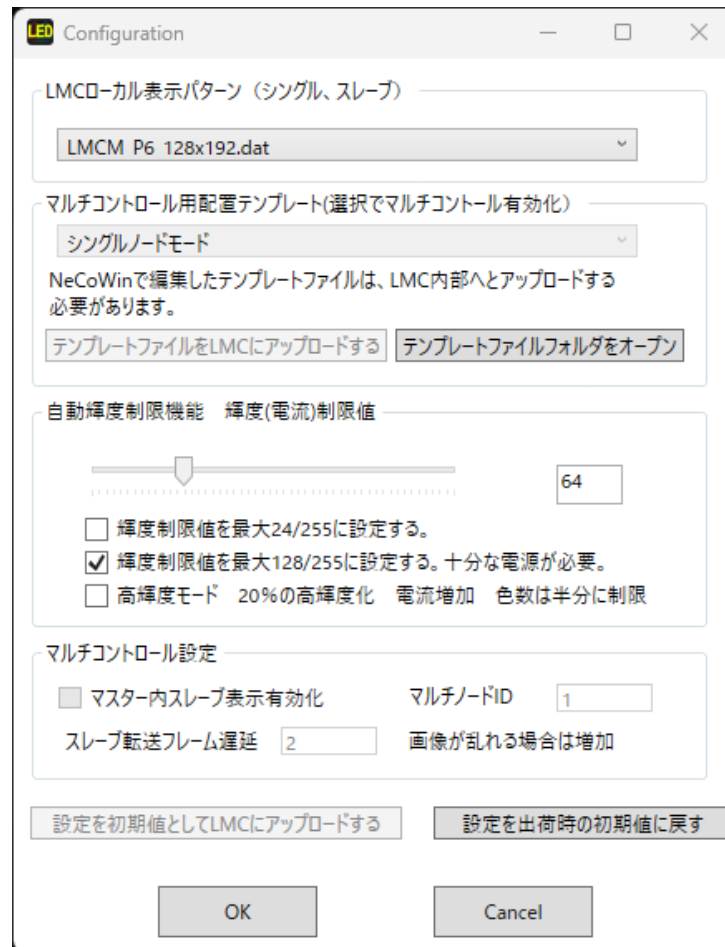 LED Configuration
LMCローカル表示パターン（シングル、スレーブ）
LMCM P6 128x192.dat
マルチコントロール用配置テンプレート(選択でマルチコントール有効化）
シングルノードモード
NeCoWinで編集したテンプレートファイルは、LMC内部へとアップロードする
必要があります。
テンプレートファイルをLMCにアップロードする テンプレートファイルフォルダをオープン
自動輝度制限機能　輝度(電流)制限値
64
輝度制限値を最大24/255に設定する。
輝度制限値を最大128/255に設定する。十分な電源が必要。
高輝度モード　20%の高輝度化　電流増加　色数は半分に制限
マルチコントロール設定
マスター内スレーブ表示有効化 マルチノードID 1
スレーブ転送フレーム遅延 2 画像が乱れる場合は増加
設定を初期値としてLMCにアップロードする 設定を出荷時の初期値に戻す
OK Cancel